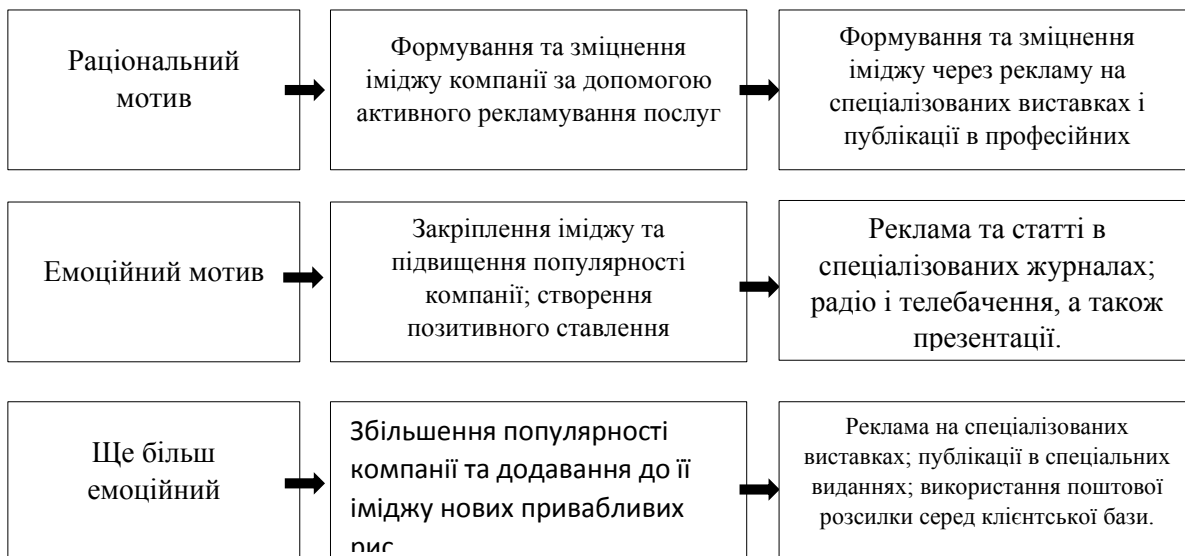 Раціональний
мотив
Формування та зміцнення
іміджу компанії за допомогою
активного рекламування послуг
Формування та зміцнення
іміджу через рекламу на
спеціалізованих виставках і
публікації в професійних
Емоційний мотив
Закріплення іміджу та
підвищення популярності
компанії; створення
позитивного ставлення
Реклама та статті в
спеціалізованих журналах;
радіо і телебачення, а також
презентації.
Ще більш
емоційний
Збільшення популярності
компанії та додавання до її
іміджу нових привабливих
рис
Реклама на спеціалізованих
виставках; публікації в спеціальних
виданнях; використання поштової
розсилки серед клієнтської бази.